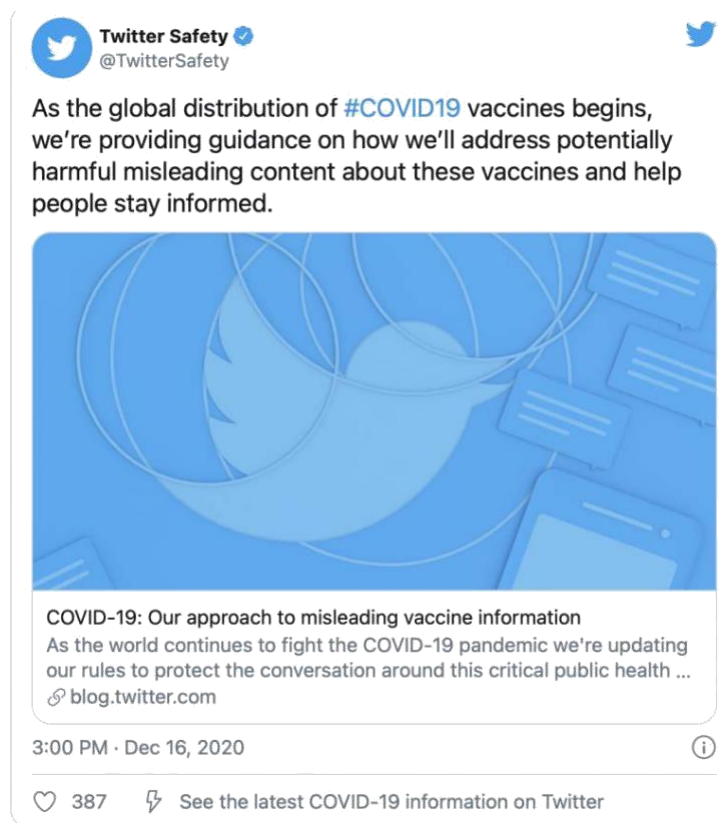 Twitter Safety
@TwitterSafety
As the global distribution of #COVID19 vaccines begins,
we're providing guidance on how we'll address potentially
harmful misleading content about these vaccines and help
people stay informed.
COVID-19: Our approach to misleading vaccine information
As the world continues to fight the COVID-19 pandemic we're updating
our rules to protect the conversation around this critical public health ...
blog.twitter.com
3:00 PM · Dec 16, 2020
387 See the latest COVID-19 information on Twitter